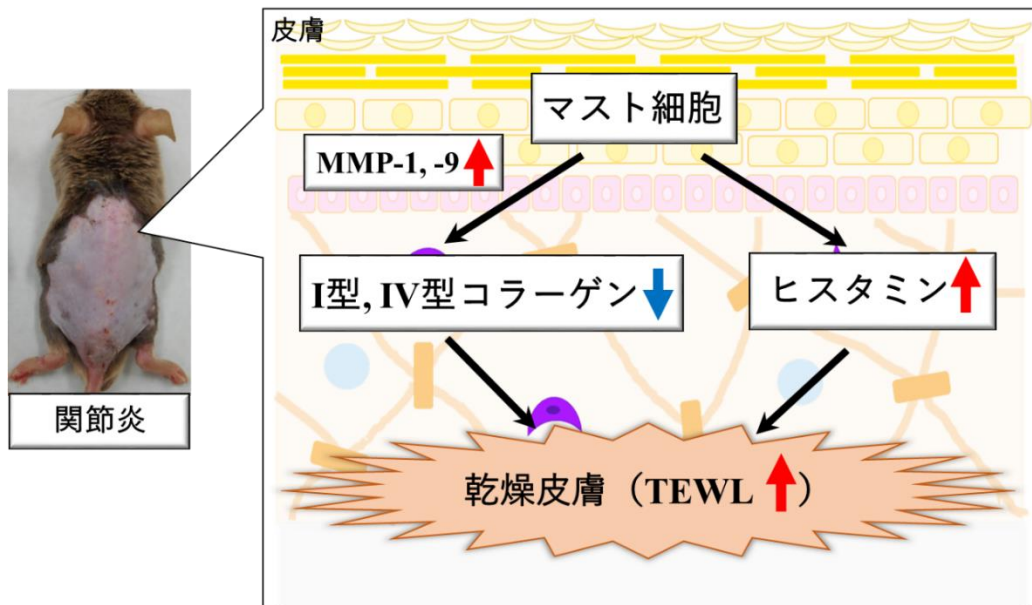 皮膚
マスト細胞
MMP-1, -9
I型, IV型コラーゲン
ヒスタミン
関節炎
乾燥皮膚（TEWL ）